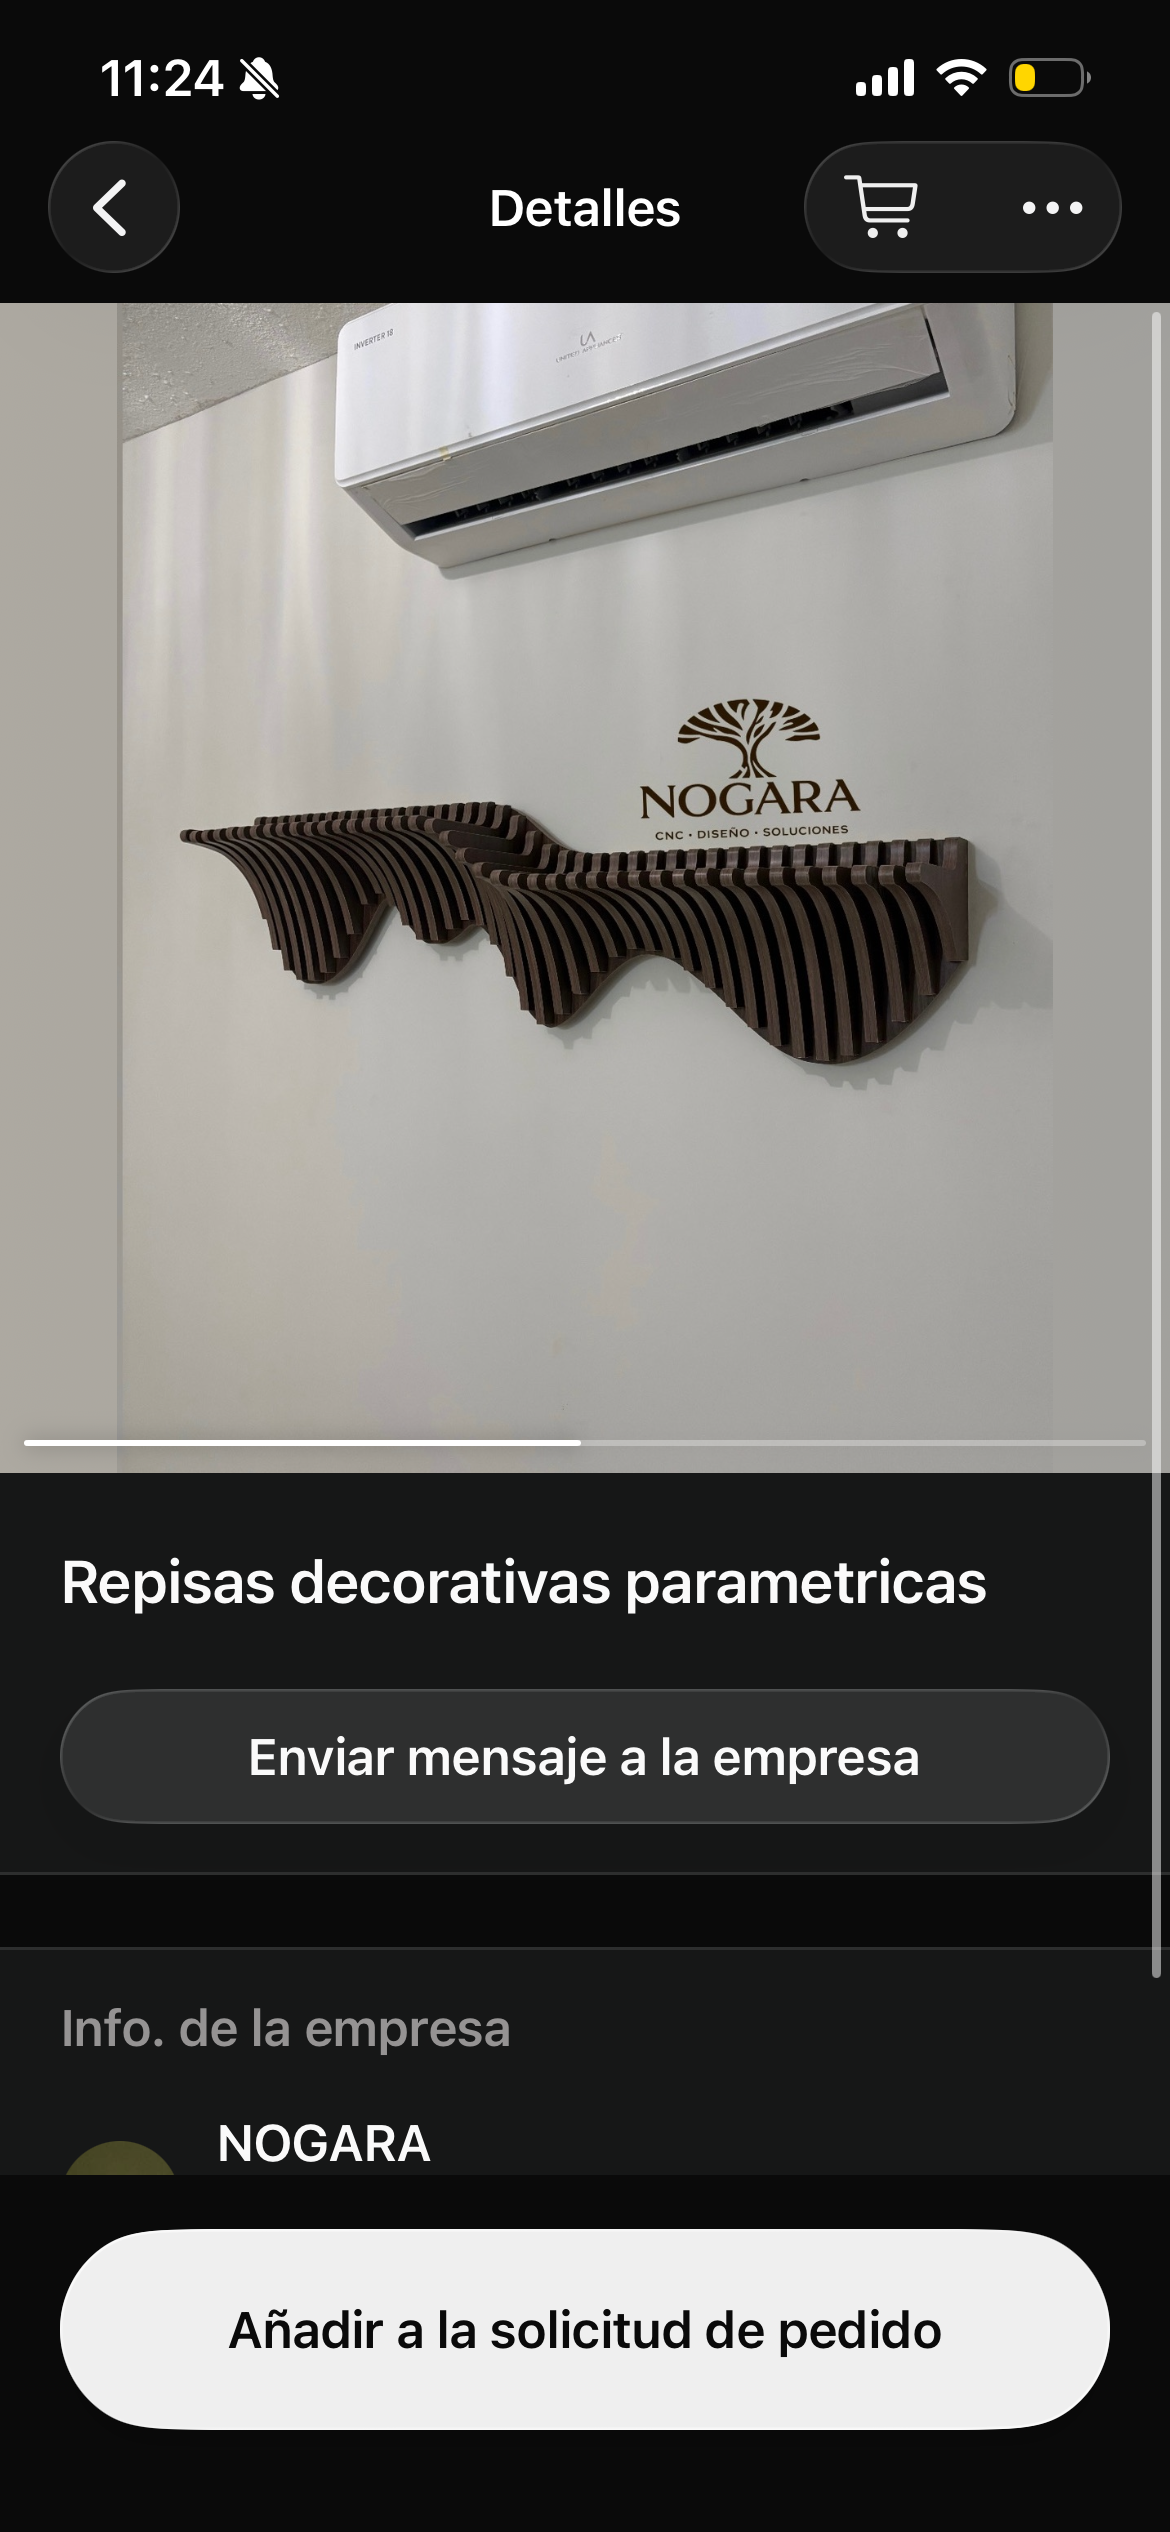 11:24
Detalles
INVERTER 18
NOGARA
CNC • DISEÑO • SOLUCIONES
Repisas decorativas parametricas
Enviar mensaje a la empresa
Info. de la empresa
NOGARA
Añadir a la solicitud de pedido